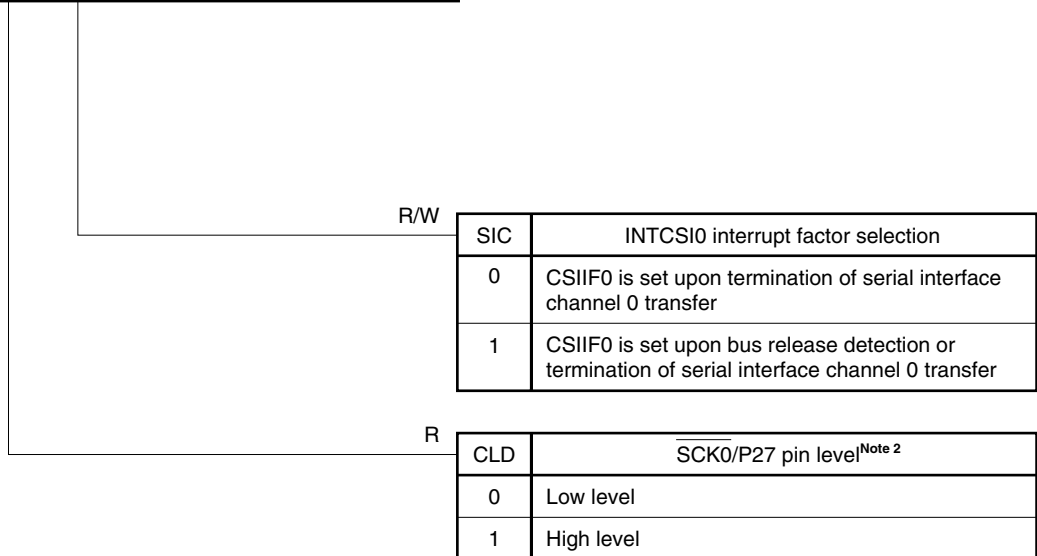 R/W
SIC INTCSI0 interrupt factor selection
0 CSIIF0 is set upon termination of serial interface
channel 0 transfer
1 CSIIF0 is set upon bus release detection or
termination of serial interface channel 0 transfer
R
CLD SCK0/P27 pin levelNote 2
0 Low level
1 High level